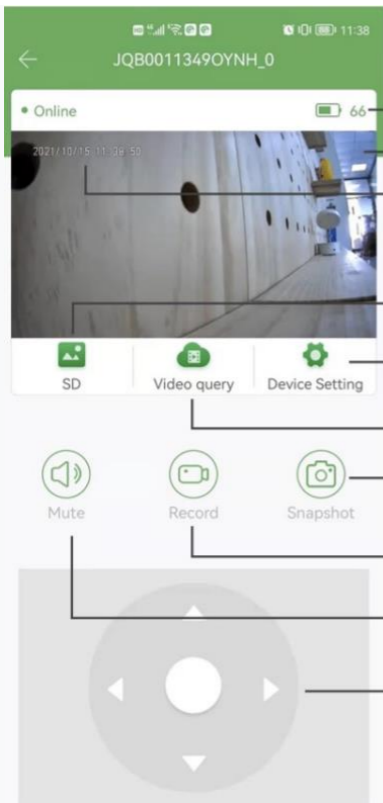 11:38
JQB0011349OYNH_0
Online
66
2021/10/15 11:38:50
SD
Video query
Device Setting
Mute
Record
Snapshot